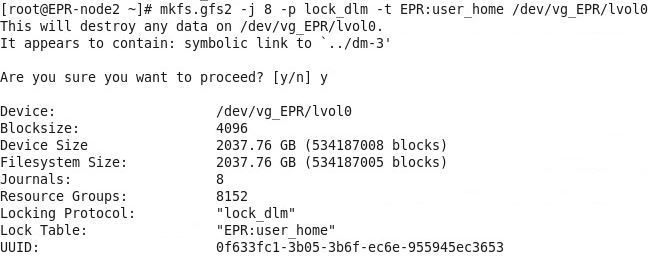 [root@EPR-node2 ~]# mkfs.gfs2 -j 8 -p lock_dlm -t EPR:user_home /dev/vg_EPR/lvol0
This will destroy any data on /dev/vg_EPR/lvol0.
It appears to contain: symbolic link to `../dm-3'
Are you sure you want to proceed? [y/n] y
Device: /dev/vg_EPR/lvol0
Blocksize: 4096
Device Size 2037.76 GB (534187008 blocks)
Filesystem Size: 2037.76 GB (534187005 blocks)
Journals: 8
Resource Groups: 8152
Locking Protocol: "lock_dlm"
Lock Table: "EPR:user_home"
UUID: 0f633fc1-3b05-3b6f-ec6e-955945ec3653